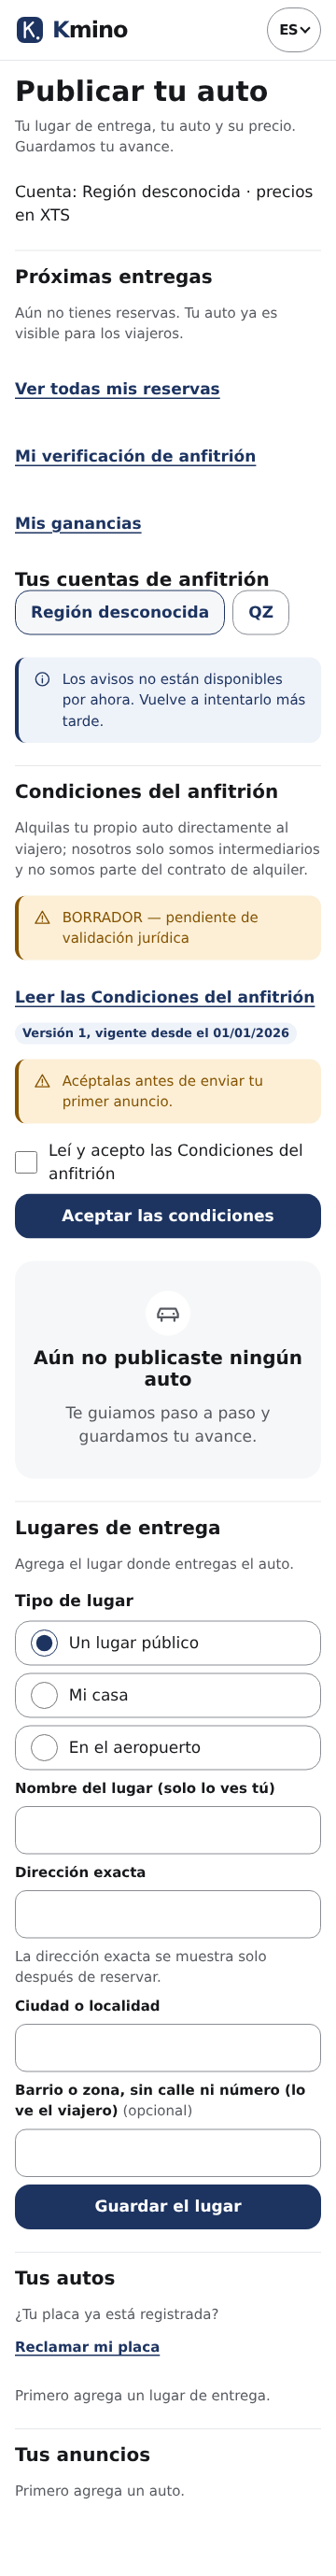 Kmino
ES
Publicar tu auto
Tu lugar de entrega, tu auto y su precio.
Guardamos tu avance.
Cuenta: Región desconocida · precios
en XTS
Próximas entregas
Aún no tienes reservas. Tu auto ya es
visible para los viajeros.
Ver todas mis reservas
Mi verificación de anfitrión
Mis ganancias
Tus cuentas de anfitrión
Región desconocida
QZ
Los avisos no están disponibles
por ahora. Vuelve a intentarlo más
tarde.
Condiciones del anfitrión
Alquilas tu propio auto directamente al
viajero; nosotros solo somos intermediarios
y no somos parte del contrato de alquiler.
BORRADOR — pendiente de
validación jurídica
Leer las Condiciones del anfitrión
Versión 1, vigente desde el 01/01/2026
Acéptalas antes de enviar tu
primer anuncio.
Leí y acepto las Condiciones del
anfitrión
Aceptar las condiciones
Aún no publicaste ningún
auto
Te guiamos paso a paso y
guardamos tu avance.
Lugares de entrega
Agrega el lugar donde entregas el auto.
Tipo de lugar
Un lugar público
Mi casa
En el aeropuerto
Nombre del lugar (solo lo ves tú)
Dirección exacta
La dirección exacta se muestra solo
después de reservar.
Ciudad o localidad
Barrio o zona, sin calle ni número (lo
ve el viajero) (opcional)
Guardar el lugar
Tus autos
¿Tu placa ya está registrada?
Reclamar mi placa
Primero agrega un lugar de entrega.
Tus anuncios
Primero agrega un auto.